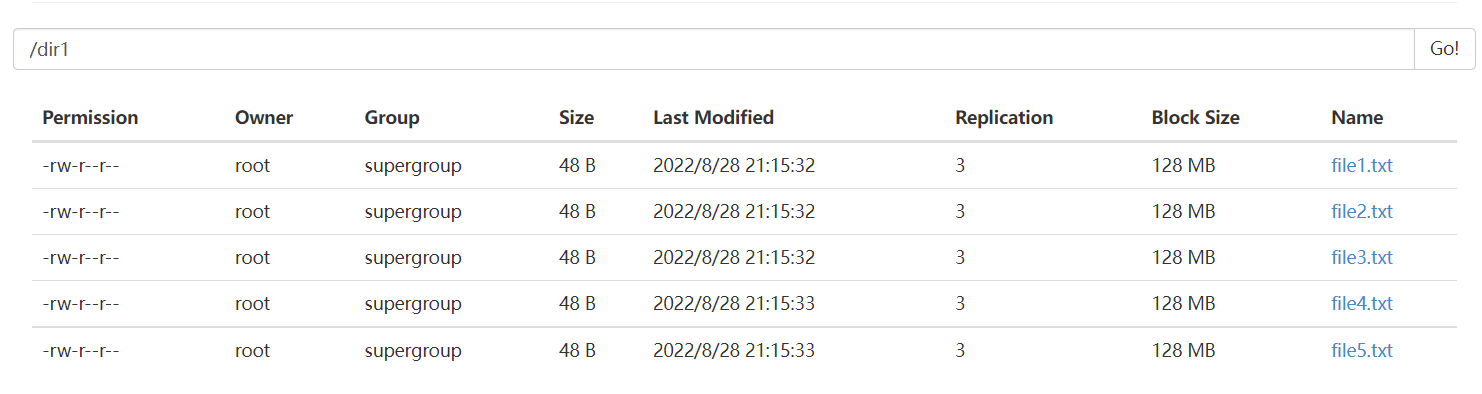 /dir1 Go!
Permission Owner Group Size Last Modified Replication Block Size Name
-rw-r--r-- root supergroup 48 B 2022/8/28 21:15:32 3 128 MB file1.txt
-rw-r--r-- root supergroup 48 B 2022/8/28 21:15:32 3 128 MB file2.txt
-rw-r--r-- root supergroup 48 B 2022/8/28 21:15:32 3 128 MB file3.txt
-rw-r--r-- root supergroup 48 B 2022/8/28 21:15:33 3 128 MB file4.txt
-rw-r--r-- root supergroup 48 B 2022/8/28 21:15:33 3 128 MB file5.txt